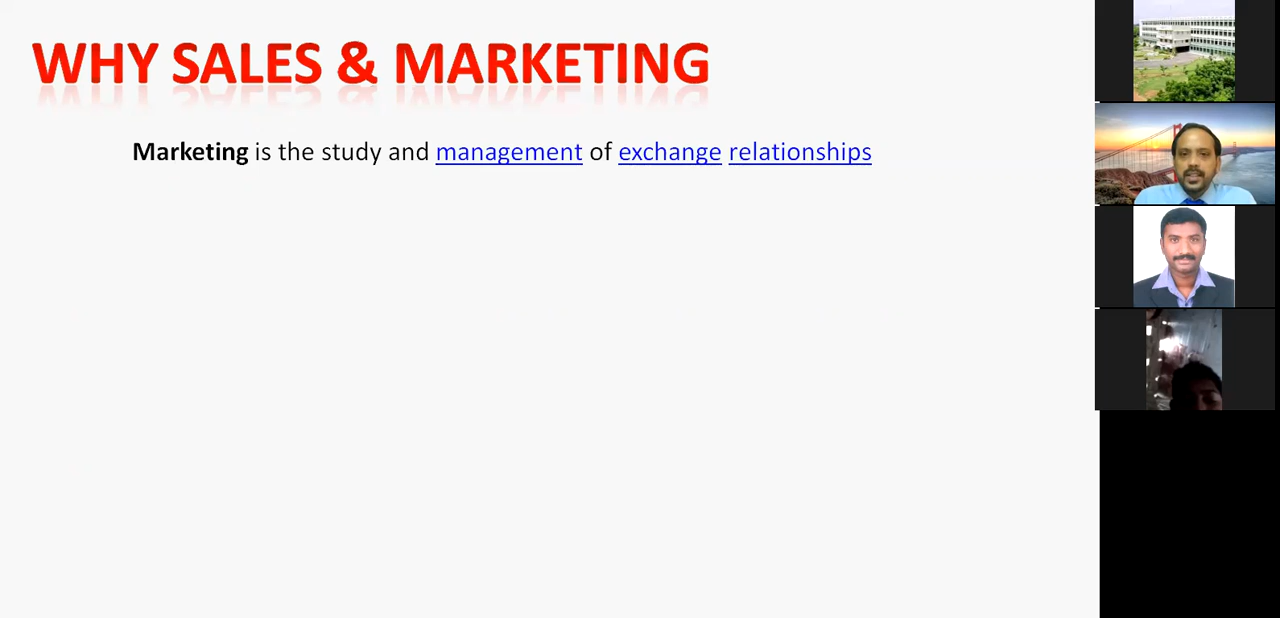 WHY SALES & MARKETING
Marketing is the study and management of exchange relationships